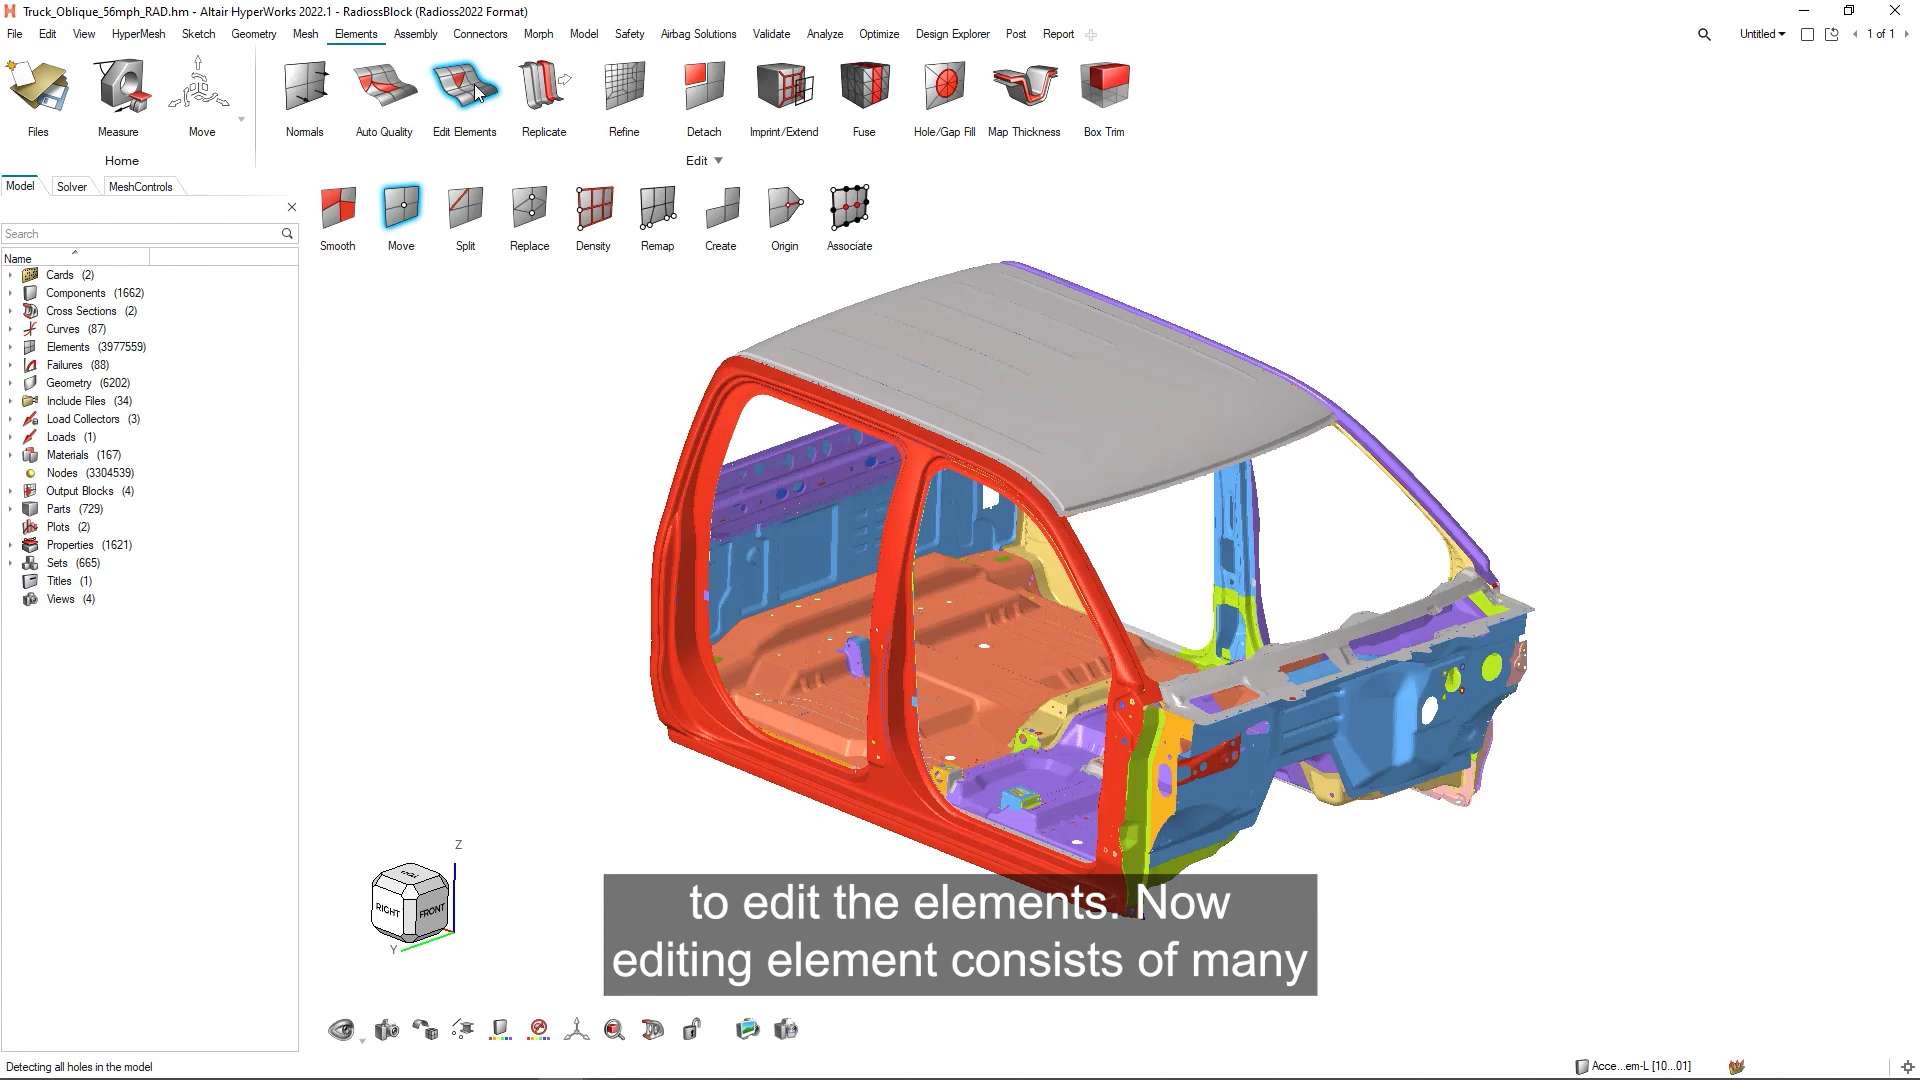 Truck_Oblique_56mph_RAD.hm - Altair HyperWorks 2022.1 - RadiossBlock (Radioss2022 Format)
File Edit View HyperMesh Sketch Geometry Mesh Elements Assembly Connectors Morph Model Safety Airbag Solutions Validate Analyze Optimize Design Explorer Post Report Untitled 1 of 1
Files Measure Move Normals Auto Quality Edit Elements Replicate Refine Detach Imprint/Extend Fuse Hole/Gap Fill Map Thickness Box Trim
Home Edit
Model Solver MeshControls
Smooth Move Split Replace Density Remap Create Origin Associate
Search
Name
Cards (2)
Components (1662)
Cross Sections (2)
Curves (87)
Elements (3977559)
Failures (88)
Geometry (6202)
Include Files (34)
Load Collectors (3)
Loads (1)
Materials (167)
Nodes (3304539)
Output Blocks (4)
Parts (729)
Plots (2)
Properties (1621)
Sets (665)
Titles (1)
Views (4)
Z
RIGHT FRONT
Y
to edit the elements. Now
editing element consists of many
Detecting all holes in the model
Acce...em-L [10...01]